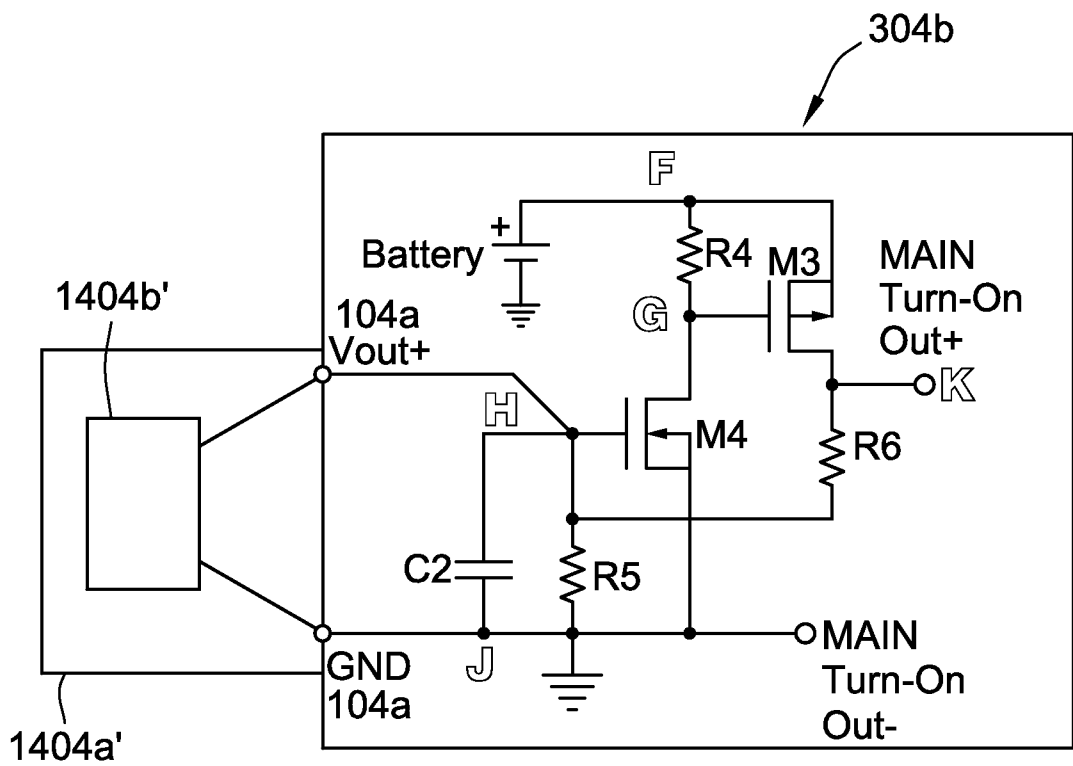 304b
F
+
Battery
R4
M3
MAIN
Turn-On
Out+
1404b'
104a
Vout+
G
K
H
M4
R6
C2
R5
J
GND
104a
MAIN
Turn-On
Out-
1404a'